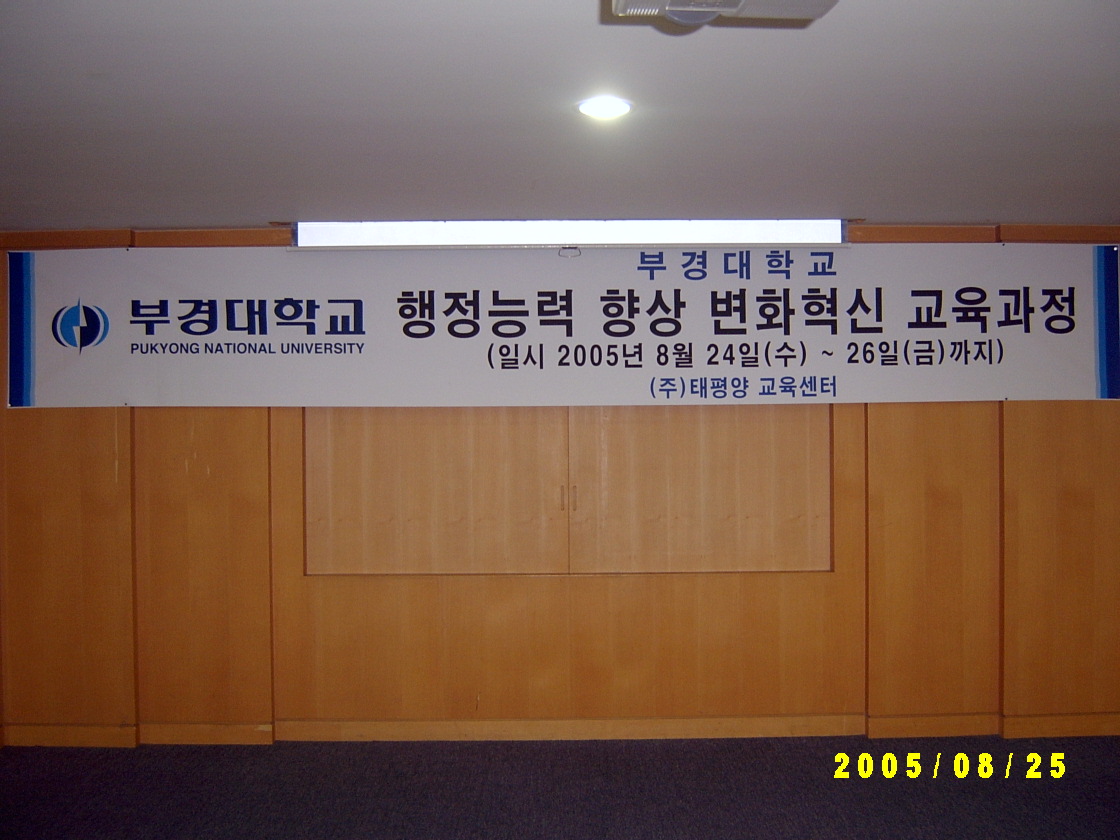 부경대학교
PUKYONG NATIONAL UNIVERSITY
부경대학교
행정능력 향상 변화혁신 교육과정
(일시 2005년 8월 24일(수) ~ 26일(금)까지)
(주)태평양 교육센터
2005/08/25